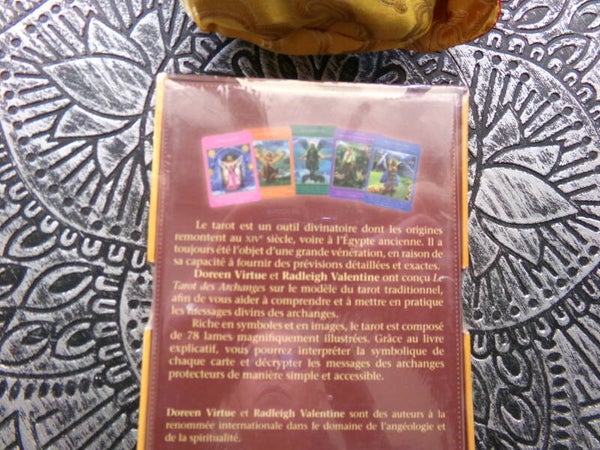 Le tarot est un outil divinatoire dont les origines
remontent au XIVe siècle, voire à l'Égypte ancienne. Il a
toujours été l'objet d'une grande vénération, en raison de
sa capacité à fournir des prévisions détaillées et exactes.
Doreen Virtue et Radleigh Valentine ont conçu Le
Tarot des Archanges sur le modèle du tarot traditionnel,
afin de vous aider à comprendre et à mettre en pratique
les messages divins des archanges.
Riche en symboles et en images, le tarot est composé
de 78 lames magnifiquement illustrées. Grâce au livre
explicatif, vous pourrez interpréter la symbolique de
chaque carte et décrypter les messages des archanges
protecteurs de manière simple et accessible.
Doreen Virtue et Radleigh Valentine sont des auteurs à la
renommée internationale dans le domaine de l'angéologie et
de la spiritualité.